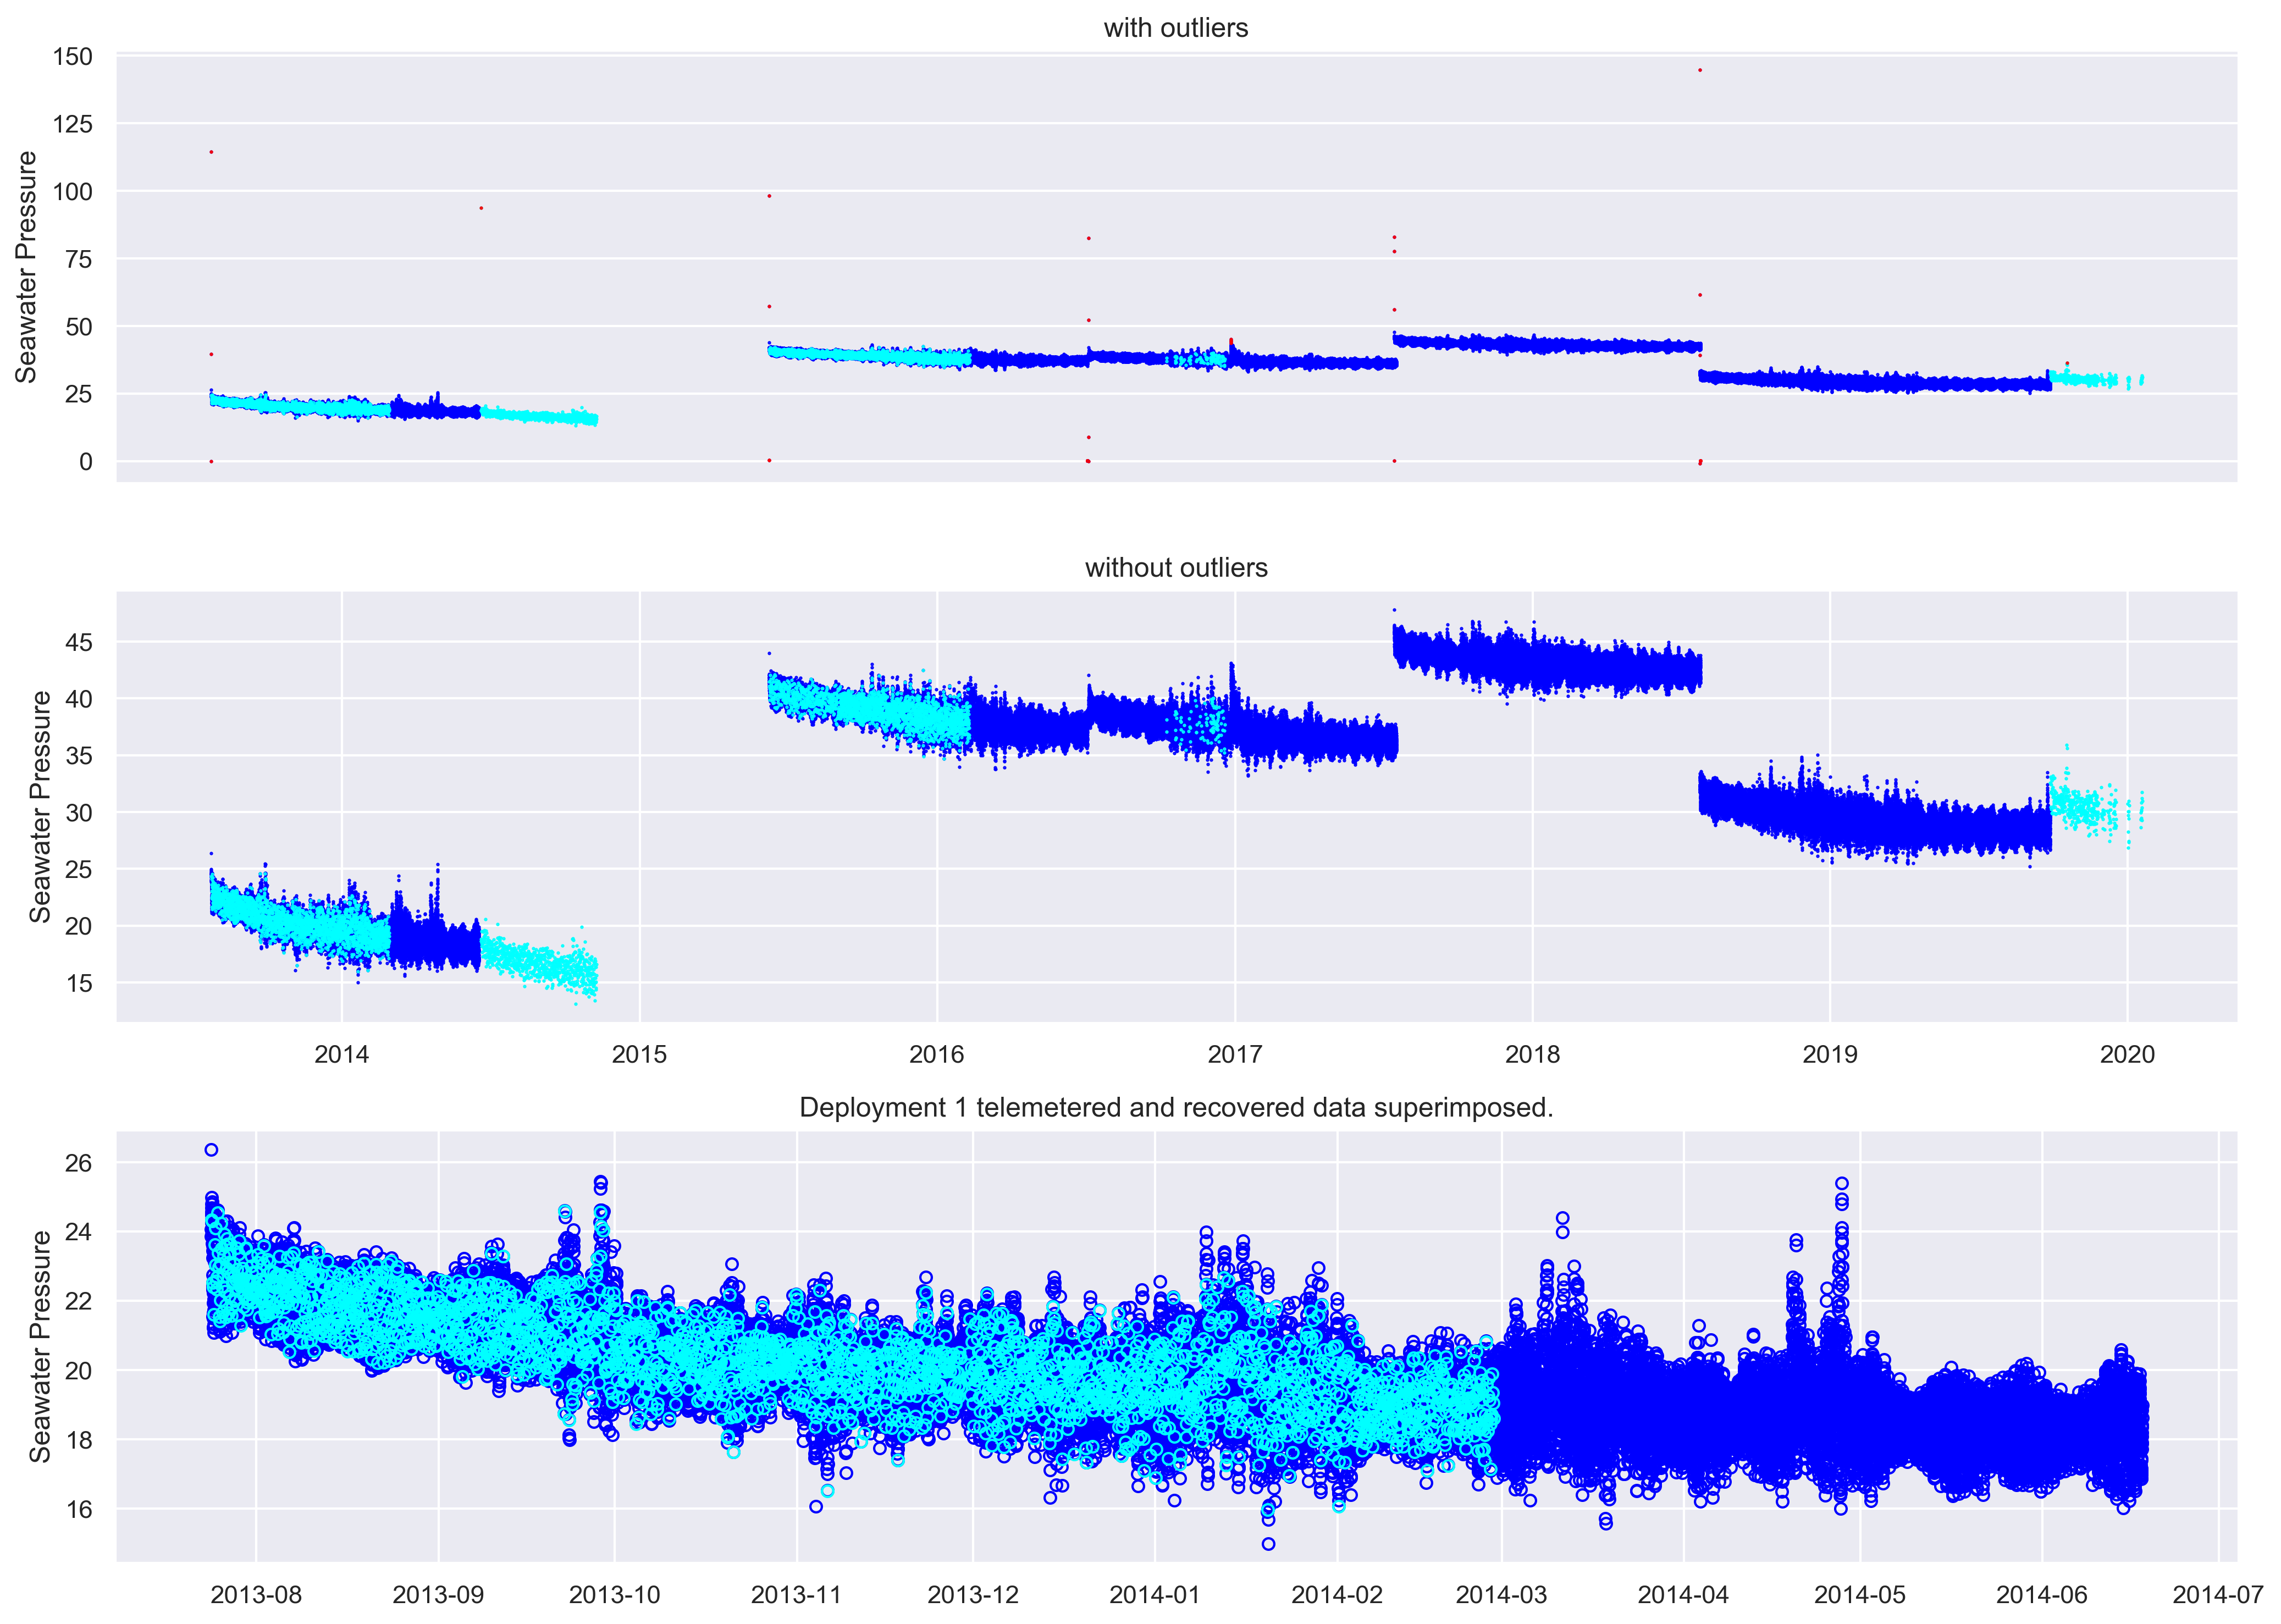 with outliers
150
125
100
75
50
25
0
Seawater Pressure
without outliers
45
40
35
30
25
20
15
Seawater Pressure
2014 2015 2016 2017 2018 2019 2020
Deployment 1 telemetered and recovered data superimposed.
26
24
22
20
18
16
Seawater Pressure
2013-08 2013-09 2013-10 2013-11 2013-12 2014-01 2014-02 2014-03 2014-04 2014-05 2014-06 2014-07